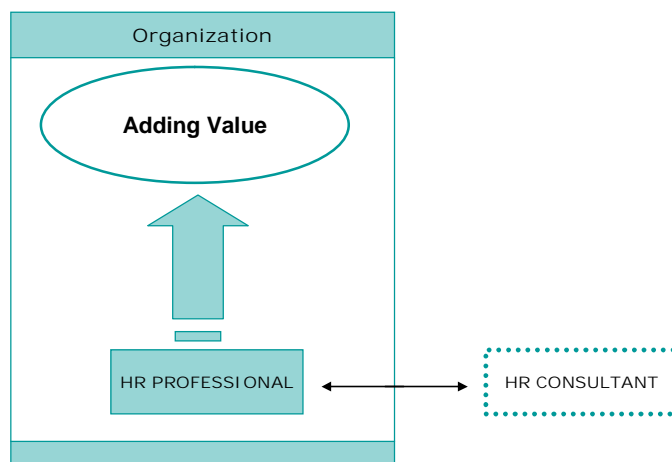 Organization
Adding Value
HR PROFESSIONAL
HR CONSULTANT